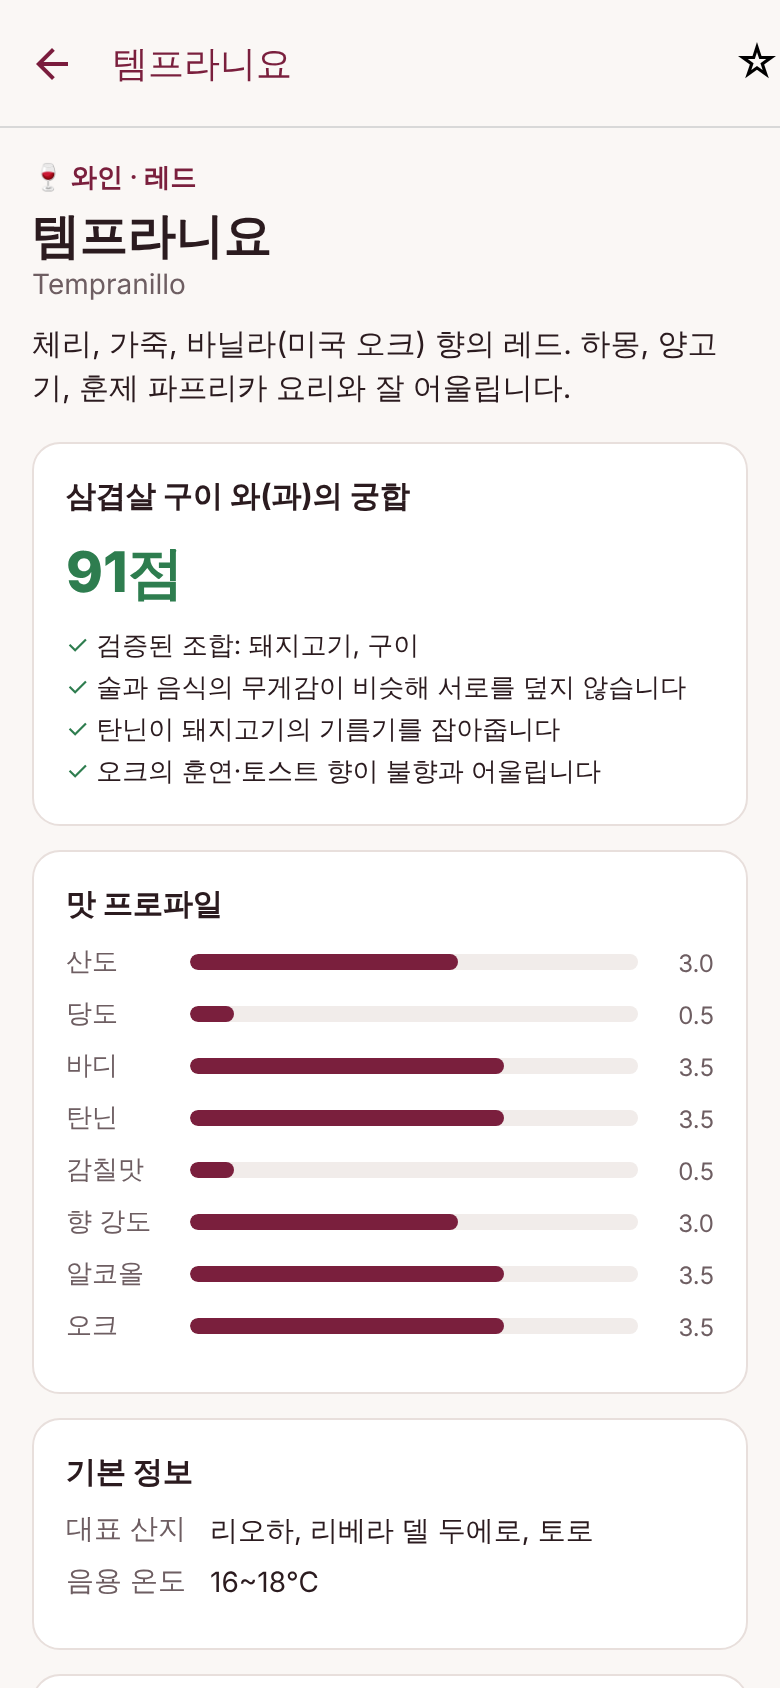 템프라니요
와인 · 레드
템프라니요
Tempranillo
체리, 가죽, 바닐라(미국 오크) 향의 레드. 하몽, 양고
기, 훈제 파프리카 요리와 잘 어울립니다.
삼겹살 구이 와(과)의 궁합
91점
✓ 검증된 조합: 돼지고기, 구이
✓ 술과 음식의 무게감이 비슷해 서로를 덮지 않습니다
✓ 탄닌이 돼지고기의 기름기를 잡아줍니다
✓ 오크의 훈연·토스트 향이 불향과 어울립니다
맛 프로파일
산도 3.0
당도 0.5
바디 3.5
탄닌 3.5
감칠맛 0.5
향 강도 3.0
알코올 3.5
오크 3.5
기본 정보
대표 산지 리오하, 리베라 델 두에로, 토로
음용 온도 16~18°C